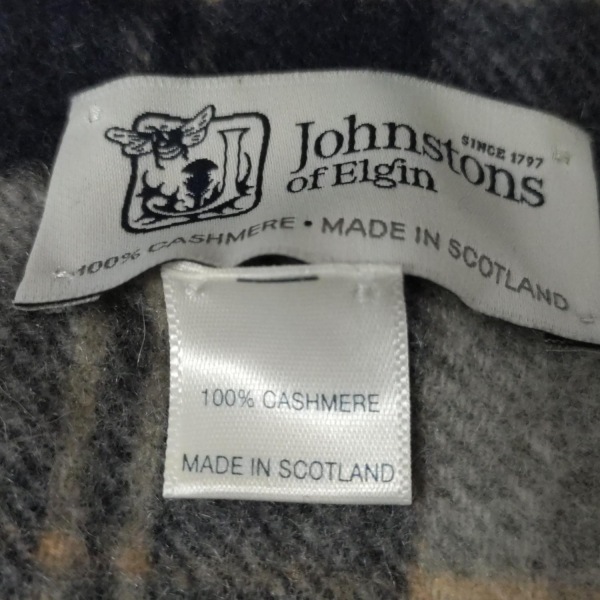 Johnstons
SINCE 1797
of Elgin
100% CASHMERE • MADE IN SCOTLAND
100% CASHMERE
MADE IN SCOTLAND